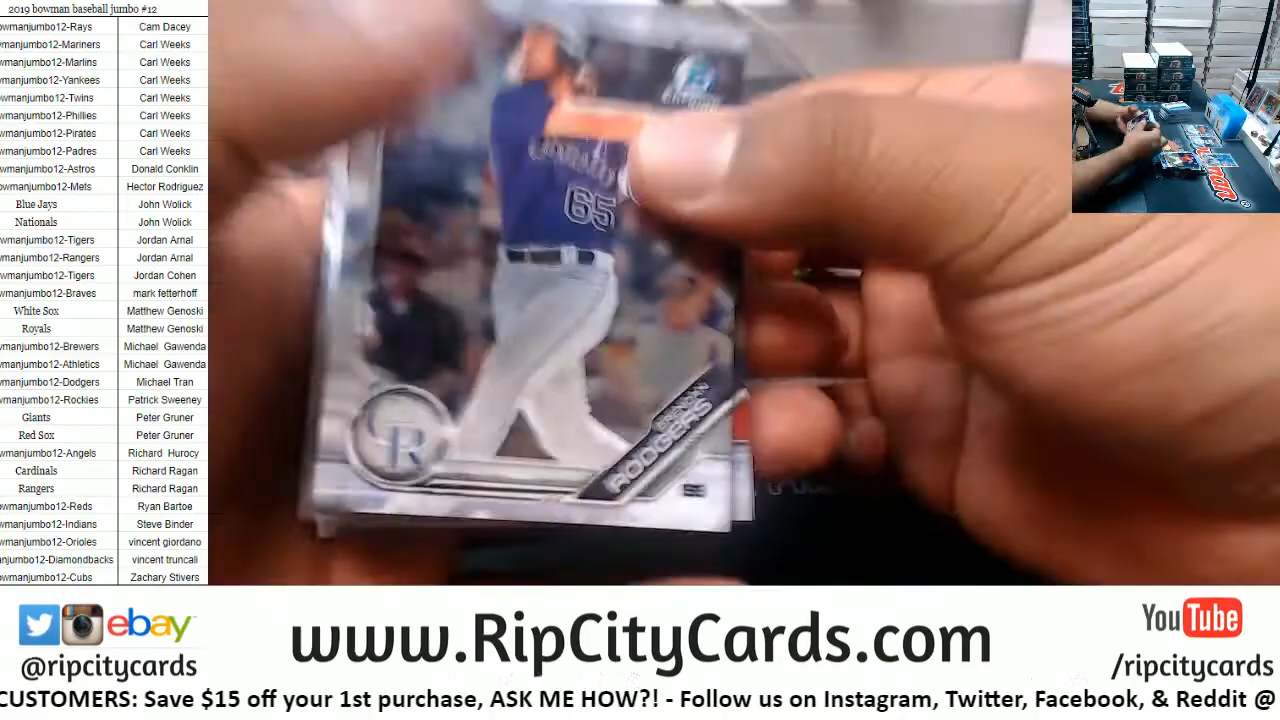 2019 bowman baseball jumbo #12
owmanjumbo12-Rays Cam Dacey
wmanjumbo12-Mariners Carl Weeks
wmanjumbo12-Marlins Carl Weeks
wmanjumbo12-Yankees Carl Weeks
owmanjumbo12-Twins Carl Weeks
wmanjumbo12-Phillies Carl Weeks
wmanjumbo12-Pirates Carl Weeks
wmanjumbo12-Padres Carl Weeks
wmanjumbo12-Astros Donald Conklin
owmanjumbo12-Mets Hector Rodriguez
Blue Jays John Wolick
Nationals John Wolick
wmanjumbo12-Tigers Jordan Arnal
wmanjumbo12-Rangers Jordan Arnal
wmanjumbo12-Tigers Jordan Cohen
wmanjumbo12-Braves mark fetterhoff
White Sox Matthew Genoski
Royals Matthew Genoski
wmanjumbo12-Brewers Michael Gawenda
wmanjumbo12-Athletics Michael Gawenda
wmanjumbo12-Dodgers Michael Tran
wmanjumbo12-Rockies Patrick Sweeney
Giants Peter Gruner
Red Sox Peter Gruner
wmanjumbo12-Angels Richard Hurocy
Cardinals Richard Ragan
Rangers Richard Ragan
owmanjumbo12-Reds Ryan Bartoe
wmanjumbo12-Indians Steve Binder
wmanjumbo12-Orioles vincent giordano
anjumbo12-Diamondbacks vincent truncali
owmanjumbo12-Cubs Zachary Stivers
65
CR
RODGERS
ebay
@ripcitycards
www.RipCityCards.com
YouTube
/ripcitycards
CUSTOMERS: Save $15 off your 1st purchase, ASK ME HOW?! - Follow us on Instagram, Twitter, Facebook, & Reddit @